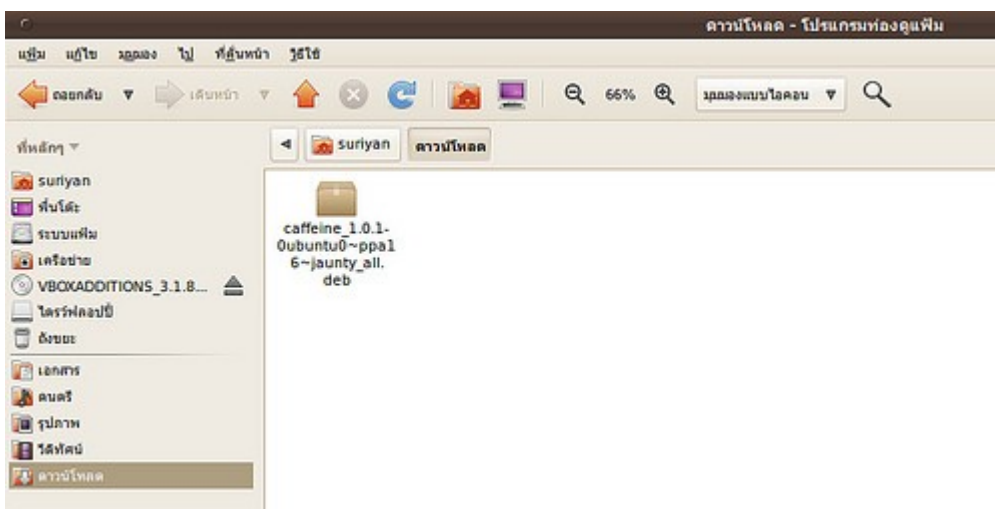 ดาวน์โหลด - โปรแกรมท่องดูแฟ้ม
แฟ้ม แก้ไข มุมมอง ไป ที่คั่นหน้า วิธีใช้
ถอยกลับ เดินหน้า 66% มุมมองแบบไอคอน
ที่หลักๆ
suriyan ดาวน์โหลด
suriyan
พื้นโต๊ะ
ระบบแฟ้ม
เครือข่าย
VBOXADDITIONS_3.1.8...
ไดรว์ฟลอปปี้
ถังขยะ
เอกสาร
ดนตรี
รูปภาพ
วีดิทัศน์
ดาวน์โหลด
caffeine_1.0.1-
0ubuntu0~ppa1
6~jaunty_all.
deb